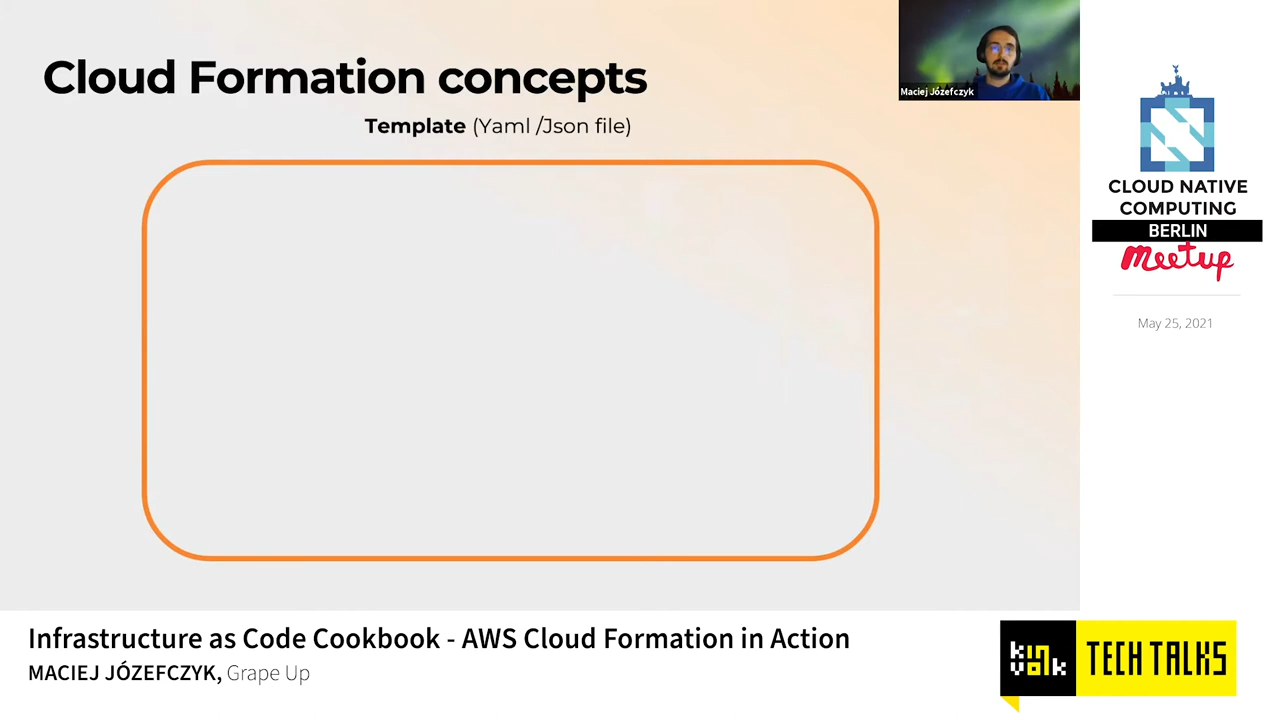 Cloud Formation concepts
Template (Yaml /Json file)
Maciej Józefczyk
CLOUD NATIVE
COMPUTING
BERLIN
Meetup
May 25, 2021
Infrastructure as Code Cookbook - AWS Cloud Formation in Action
MACIEJ JÓZEFCZYK, Grape Up
kinvolk TECH TALKS